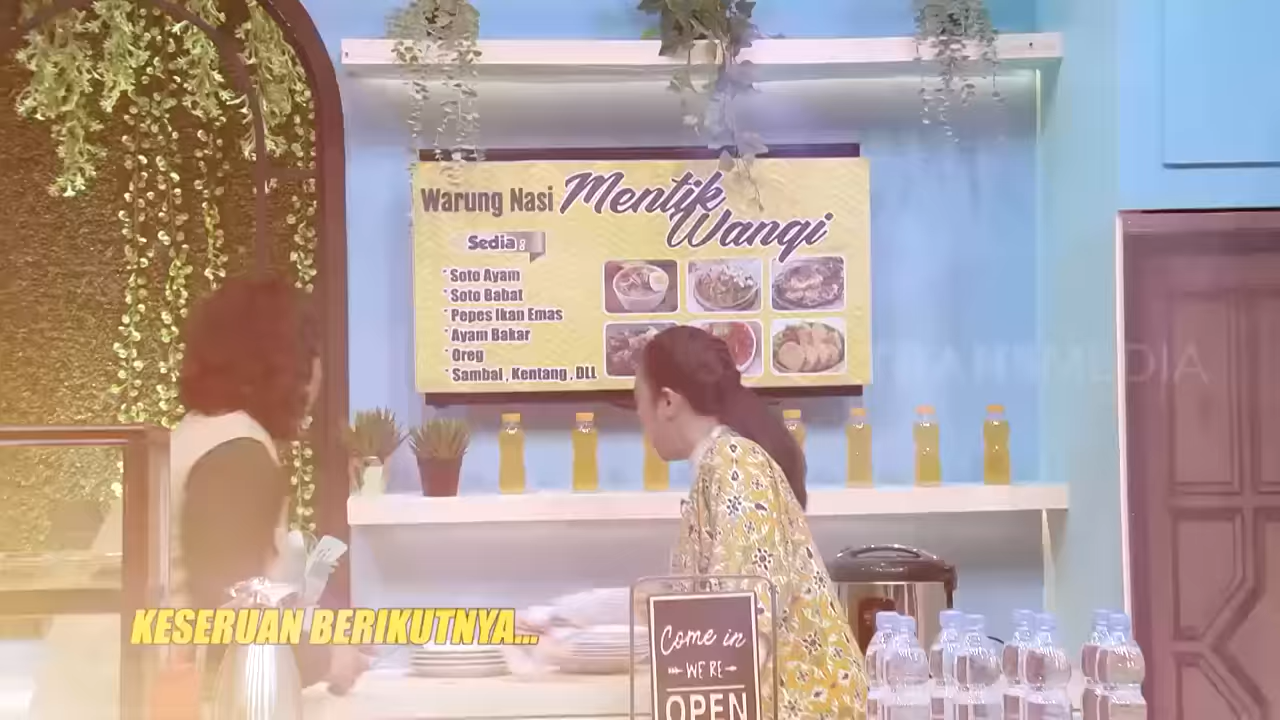 Warung Nasi Mentik
Wangi
Sedia :
* Soto Ayam
* Soto Babat
* Pepes Ikan Emas
* Ayam Bakar
* Oreg
* Sambal , Kentang , DLL
KESERUAN BERIKUTNYA...
Come in
WE'RE
OPEN